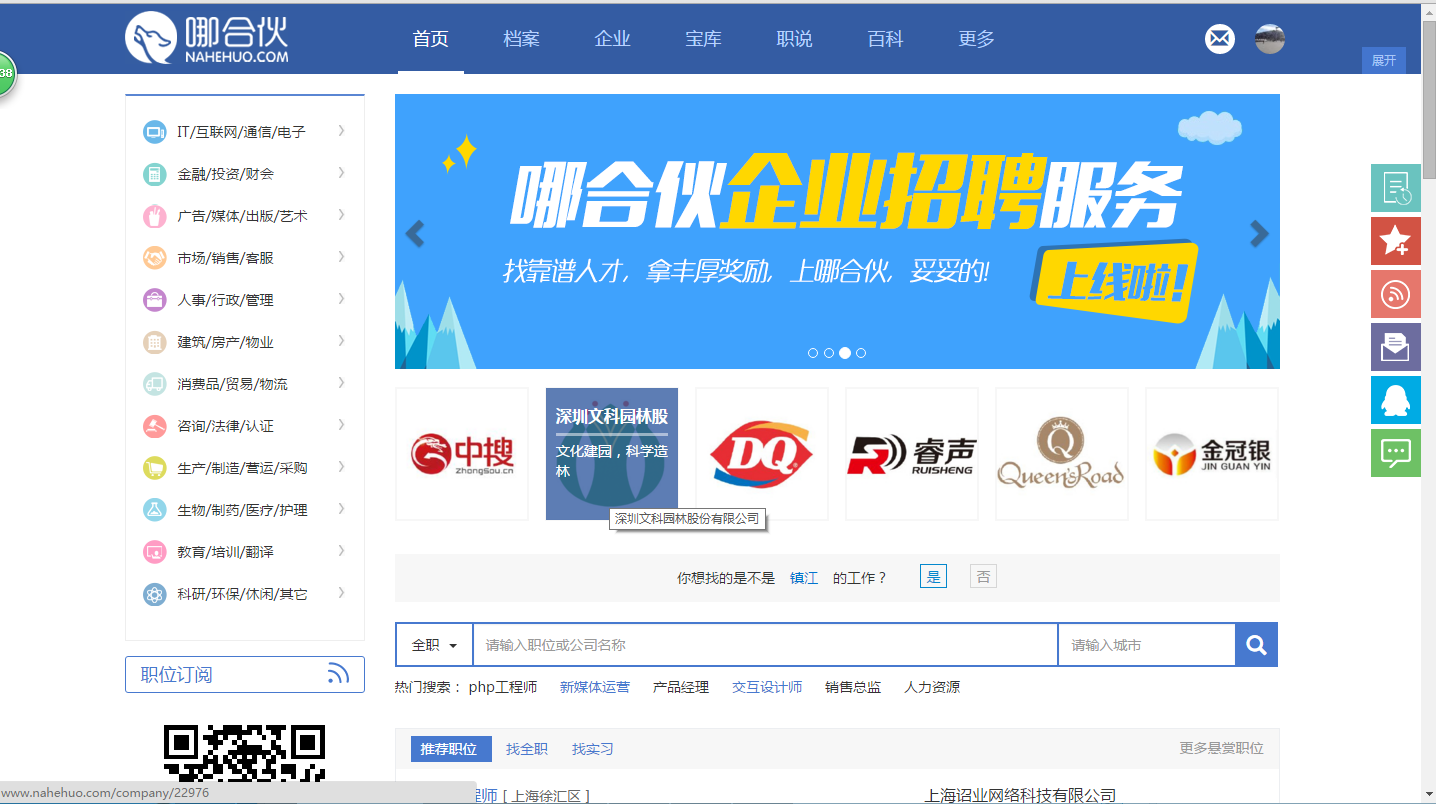 哪合伙
NAHEHUO.COM
首页 档案 企业 宝库 职说 百科 更多
展开
38
IT/互联网/通信/电子
金融/投资/财会
广告/媒体/出版/艺术
市场/销售/客服
人事/行政/管理
建筑/房产/物业
消费品/贸易/物流
咨询/法律/认证
生产/制造/营运/采购
生物/制药/医疗/护理
教育/培训/翻译
科研/环保/休闲/其它
职位订阅
哪合伙企业招聘服务
找靠谱人才，拿丰厚奖励，上哪合伙，妥妥的!
上线啦!
中搜
zhongsou.cn
深圳文科园林股
文化建园，科学造
林
深圳文科园林股份有限公司
DQ
R 睿声
RUISHENG
Q
Queen'sRoad
金冠银
JIN GUAN YIN
你想找的是不是 镇江 的工作？ 是 否
全职 请输入职位或公司名称 请输入城市
热门搜索： php工程师 新媒体运营 产品经理 交互设计师 销售总监 人力资源
推荐职位 找全职 找实习 更多悬赏职位
程师 [ 上海徐汇区 ] 上海诏业网络科技有限公司
www.nahehuo.com/company/22976